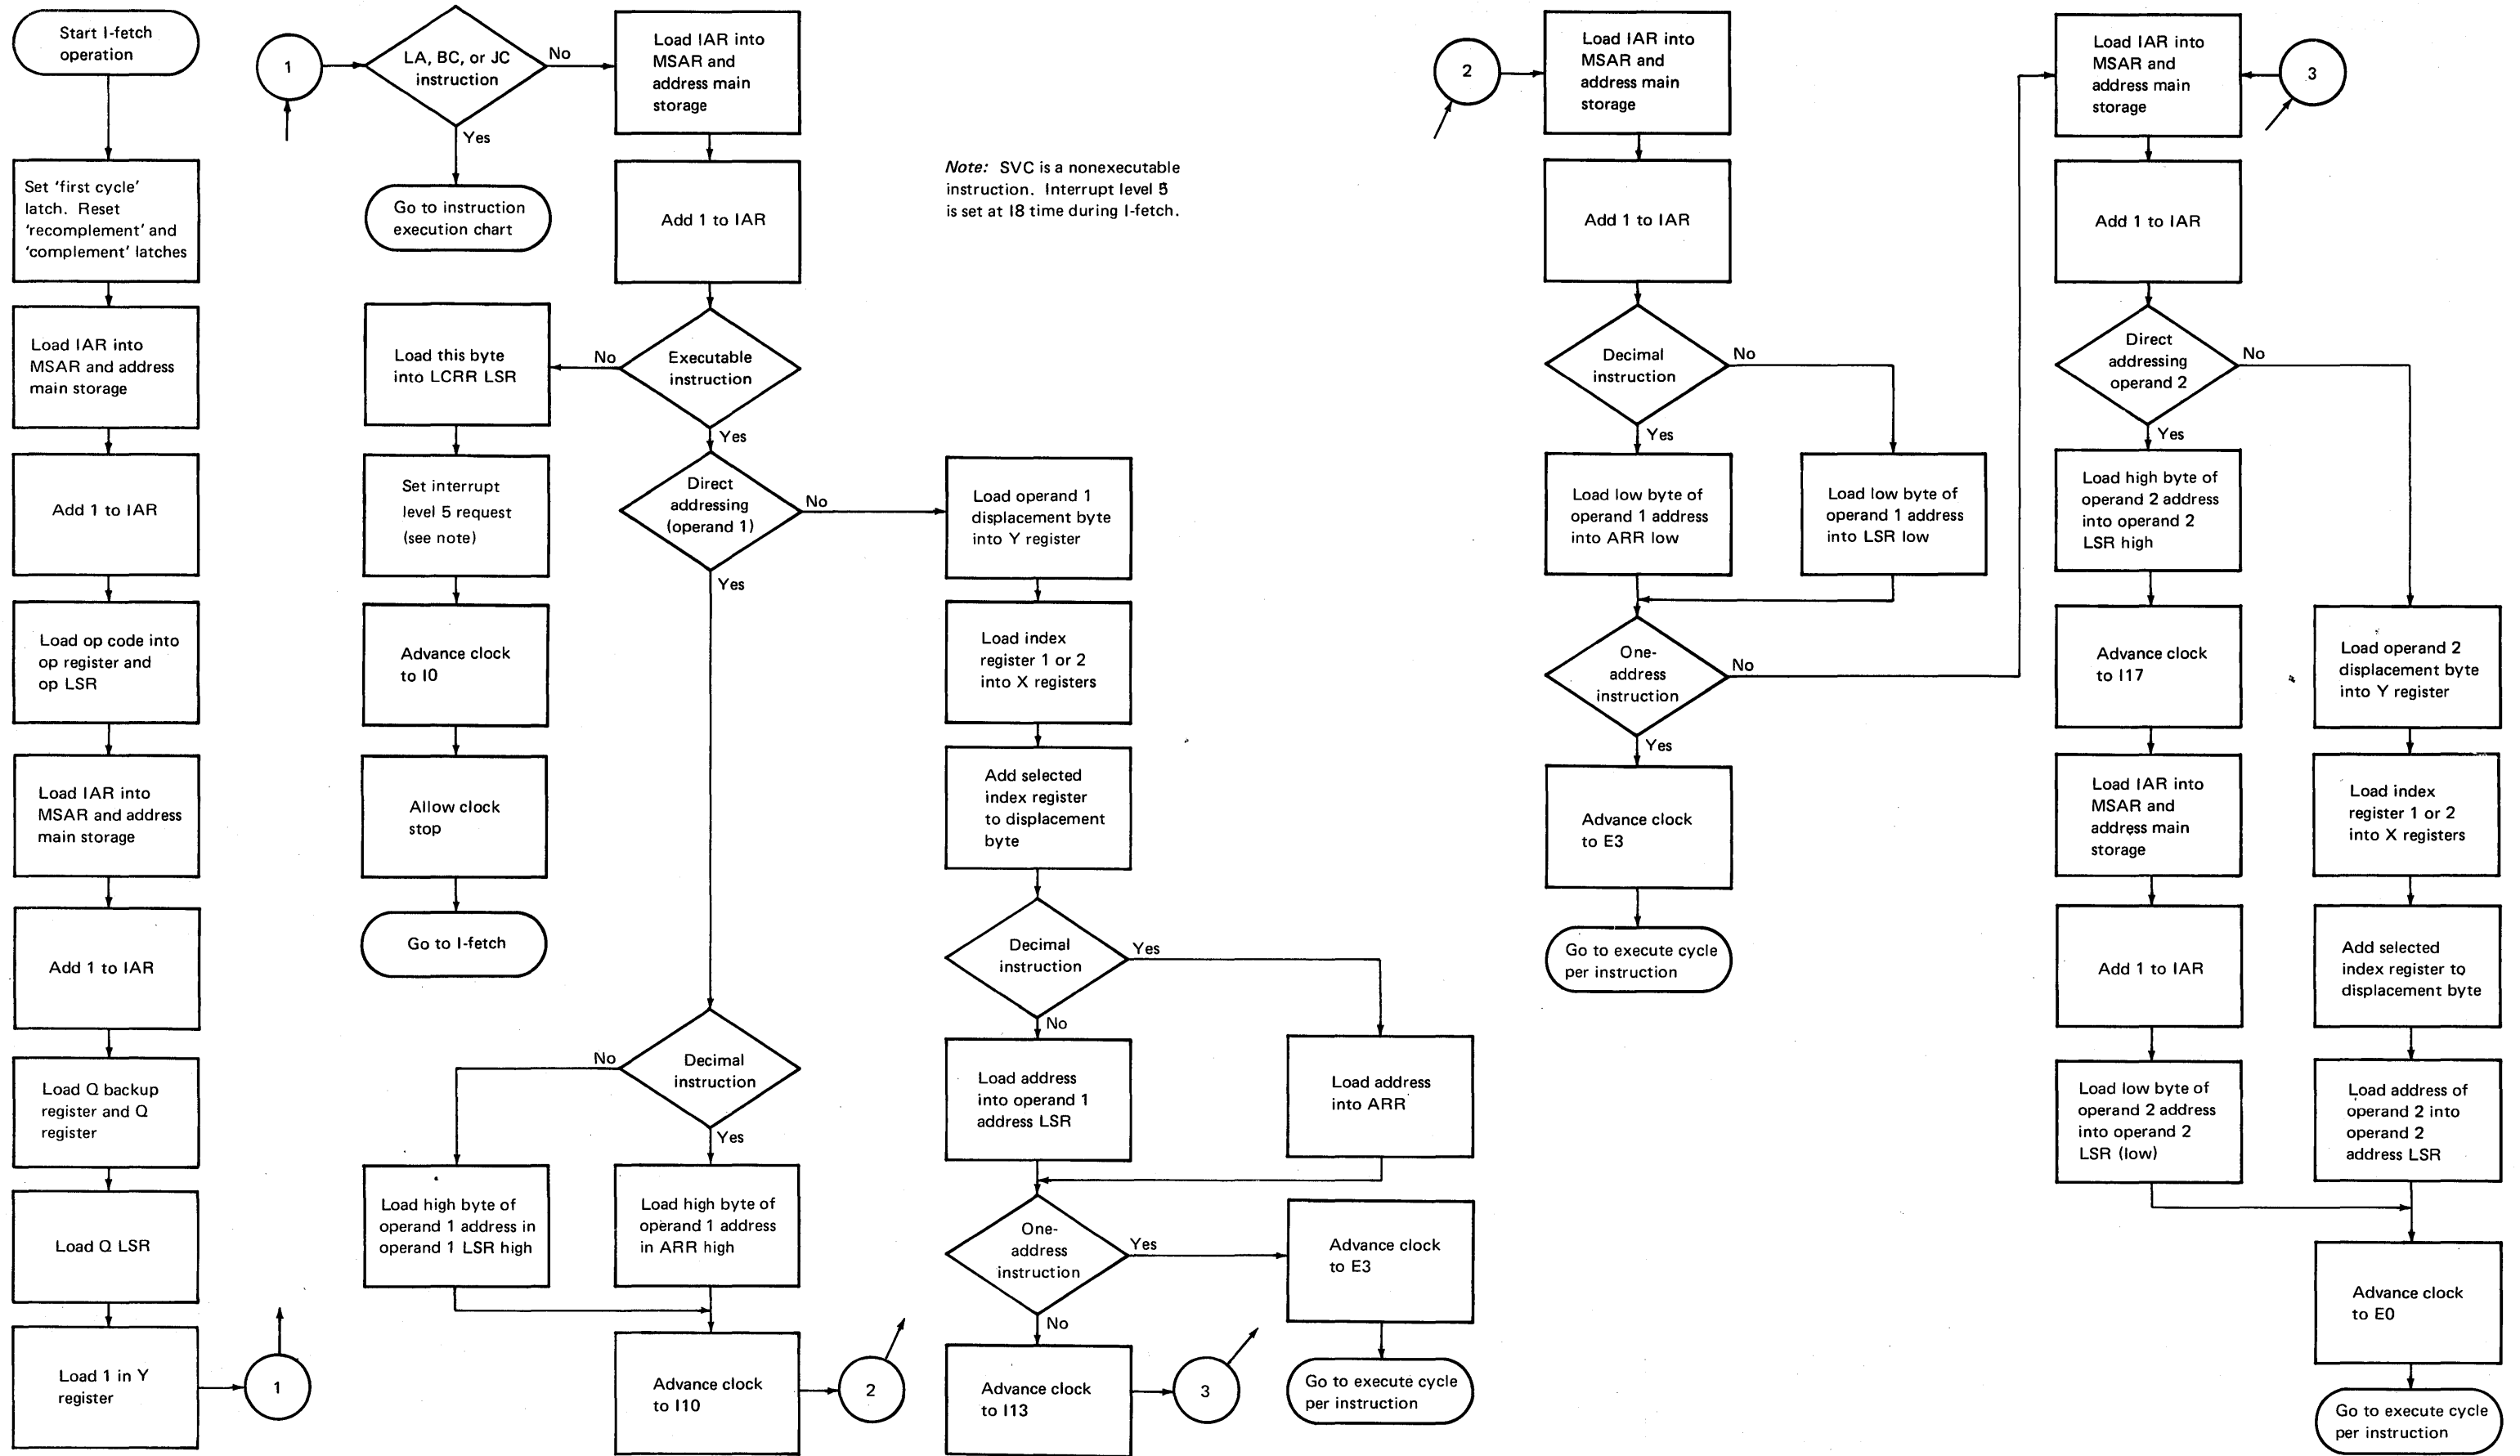 Start I-fetch
operation
Set 'first cycle'
latch. Reset
'recomplement' and
'complement' latches
Load IAR into
MSAR and address
main storage
Add 1 to IAR
Load op code into
op register and
op LSR
Load IAR into
MSAR and address
main storage
Add 1 to IAR
Load Q backup
register and Q
register
Load Q LSR
Load 1 in Y
register
1
1
LA, BC, or JC
instruction
No
Yes
Go to instruction
execution chart
Load IAR into
MSAR and
address main
storage
Add 1 to IAR
Executable
instruction
No
Yes
Load this byte
into LCRR LSR
Set interrupt
level 5 request
(see note)
Advance clock
to I0
Allow clock
stop
Go to I-fetch
Direct
addressing
(operand 1)
No
Yes
Decimal
instruction
No
Yes
Load high byte of
operand 1 address in
operand 1 LSR high
Load high byte of
operand 1 address
in ARR high
Advance clock
to I10
2
Note: SVC is a nonexecutable
instruction. Interrupt level 5
is set at I8 time during I-fetch.
Load operand 1
displacement byte
into Y register
Load index
register 1 or 2
into X registers
Add selected
index register
to displacement
byte
Decimal
instruction
Yes
No
Load address
into operand 1
address LSR
Load address
into ARR
One-
address
instruction
Yes
No
Advance clock
to E3
Go to execute cycle
per instruction
Advance clock
to I13
3
2
Load IAR into
MSAR and
address main
storage
Add 1 to IAR
Decimal
instruction
No
Yes
Load low byte of
operand 1 address
into ARR low
Load low byte of
operand 1 address
into LSR low
One-
address
instruction
No
Yes
Advance clock
to E3
Go to execute cycle
per instruction
Load IAR into
MSAR and
address main
storage
3
Add 1 to IAR
Direct
addressing
operand 2
No
Yes
Load high byte of
operand 2 address
into operand 2
LSR high
Advance clock
to I17
Load IAR into
MSAR and
address main
storage
Add 1 to IAR
Load low byte of
operand 2 address
into operand 2
LSR (low)
Load operand 2
displacement byte
into Y register
Load index
register 1 or 2
into X registers
Add selected
index register to
displacement byte
Load address of
operand 2 into
operand 2
address LSR
Advance clock
to E0
Go to execute cycle
per instruction